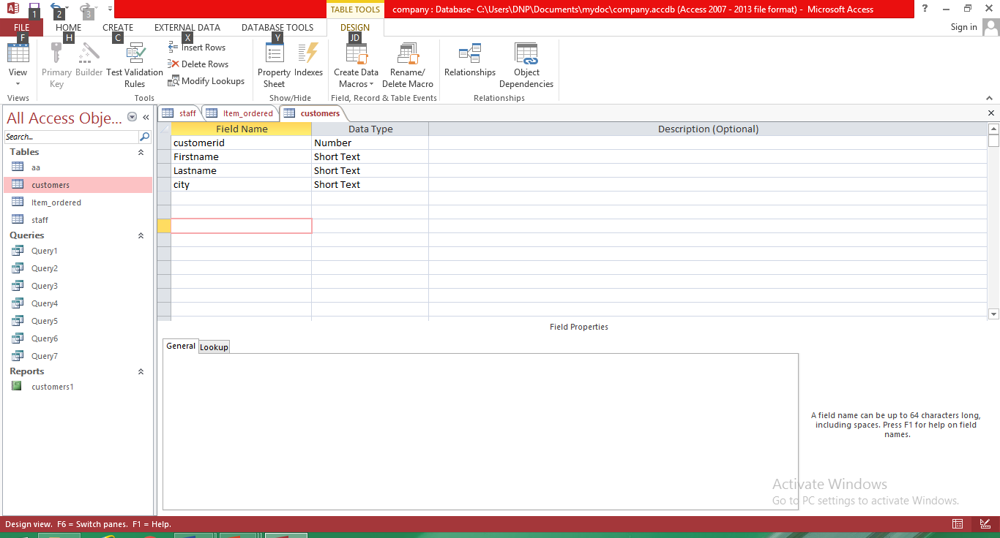 TABLE TOOLS company : Database- C:\Users\DNP\Documents\mydoc\company.accdb (Access 2007 - 2013 file format) - Microsoft Access ?
1 2 3
Sign in
FILE HOME CREATE EXTERNAL DATA DATABASE TOOLS DESIGN
F H C X Y JD
View
Primary Key
Builder
Test Validation Rules
Insert Rows
Delete Rows
Modify Lookups
Property Sheet
Indexes
Create Data Macros
Rename/ Delete Macro
Relationships
Object Dependencies
Views Tools Show/Hide Field, Record & Table Events Relationships
All Access Obje...
Search...
Tables
aa
customers
Item_ordered
staff
Queries
Query1
Query2
Query3
Query4
Query5
Query6
Query7
Reports
customers1
staff Item_ordered customers
Field Name Data Type Description (Optional)
customerid Number
Firstname Short Text
Lastname Short Text
city Short Text
Field Properties
General Lookup
A field name can be up to 64 characters long,
including spaces. Press F1 for help on field
names.
Activate Windows
Go to PC settings to activate Windows.
Design view. F6 = Switch panes. F1 = Help.